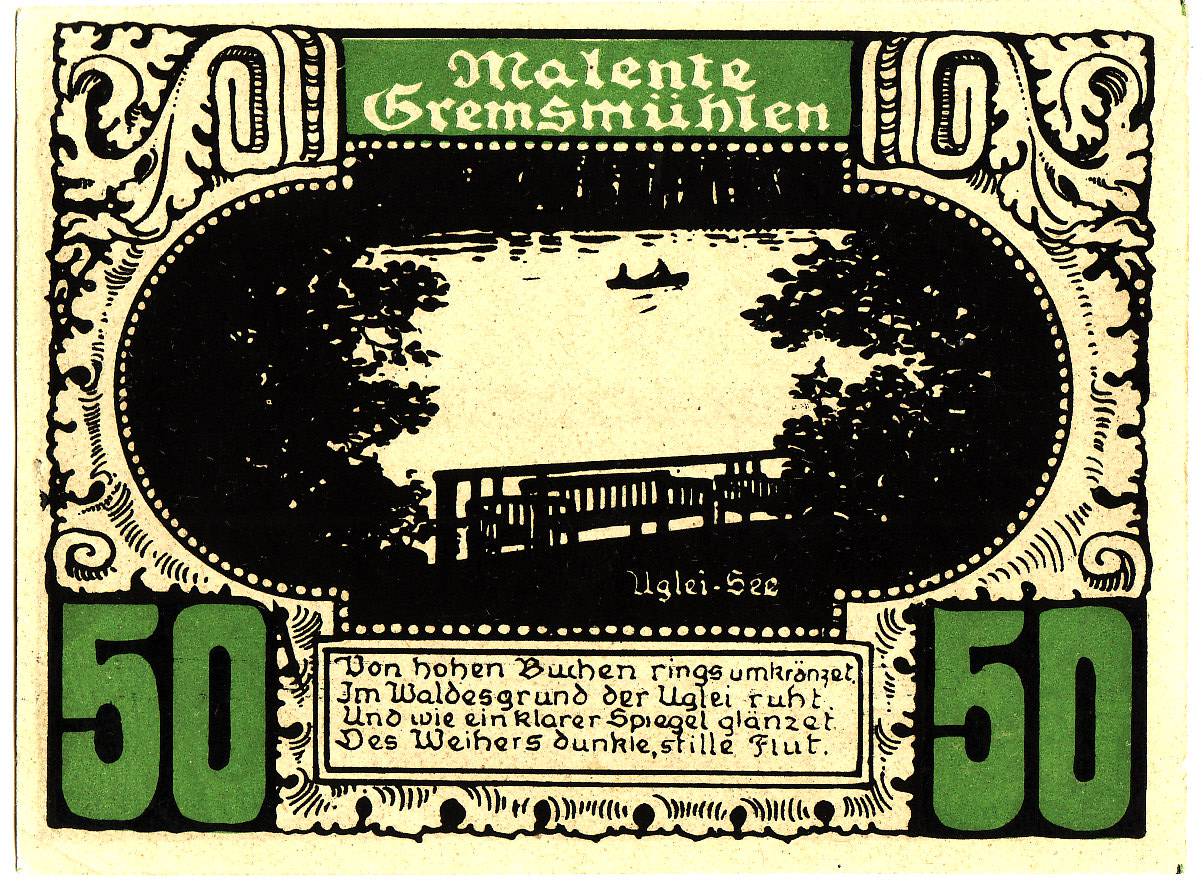 Malente
Gremsmühlen
Uglei-See
Von hohen Buchen rings umkränzet,
Im Waldesgrund der Uglei ruht.
Und wie ein klarer Spiegel glänzet
Des Weihers dunkle, stille Flut.
50
50